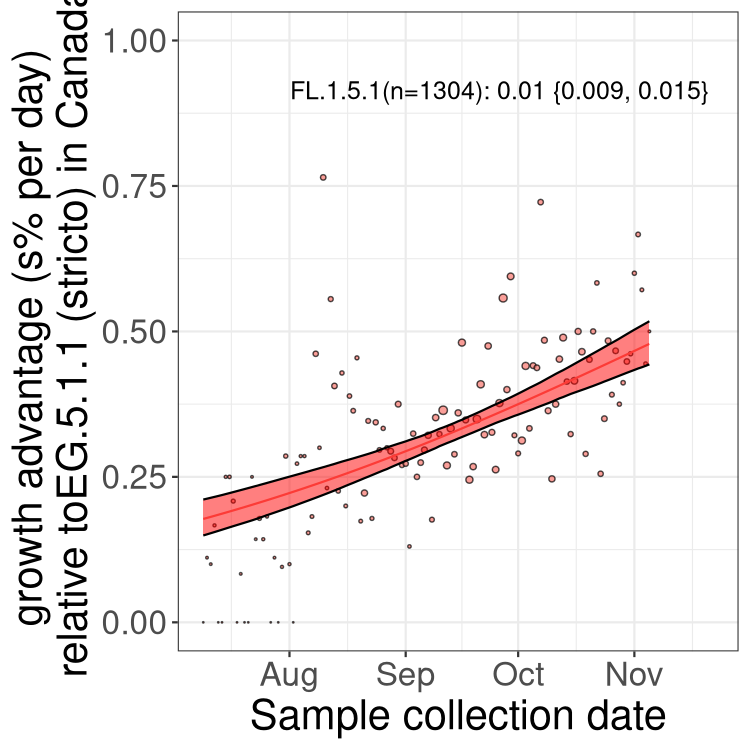 growth advantage (s% per day)
relative toEG.5.1.1 (stricto) in Canada
1.00
0.75
0.50
0.25
0.00
FL.1.5.1(n=1304): 0.01 {0.009, 0.015}
Aug
Sep
Oct
Nov
Sample collection date